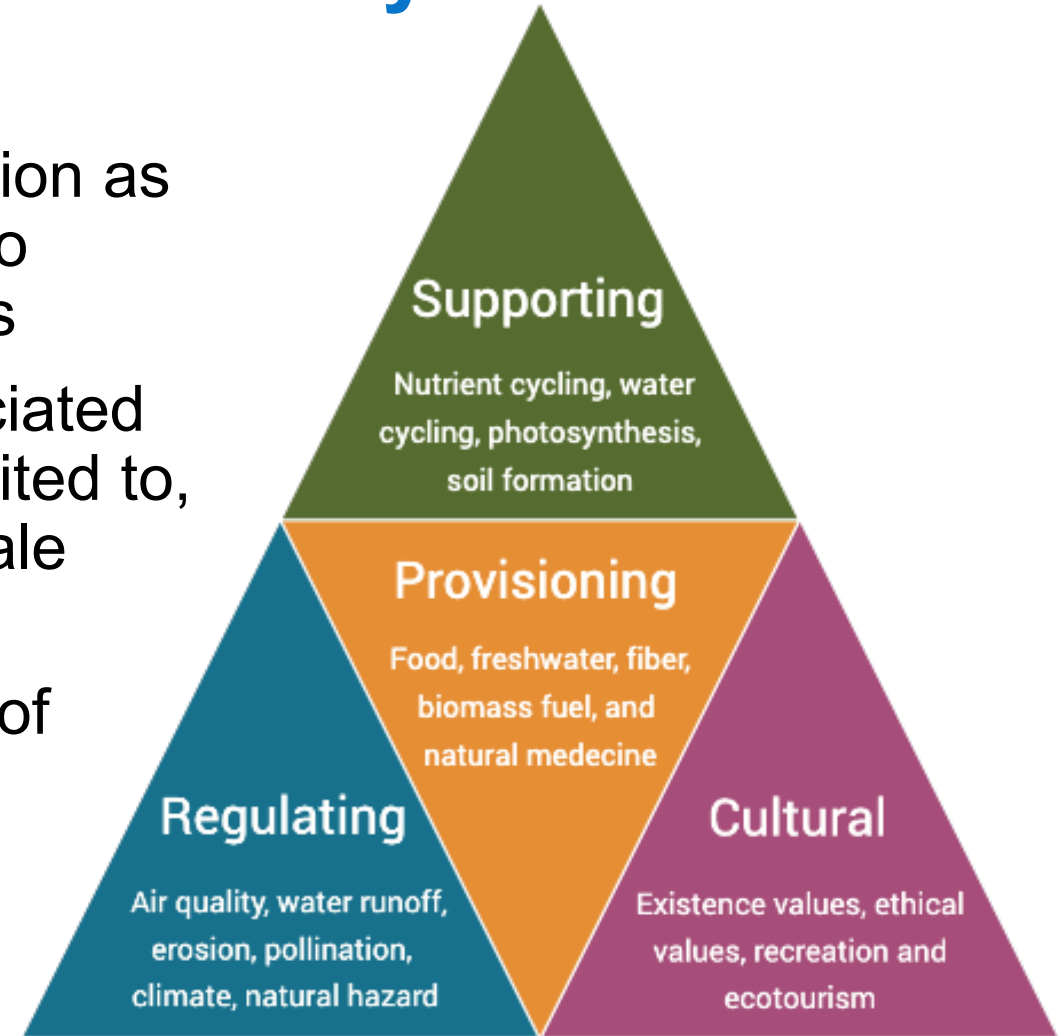 y
ion as
o
s
ciated
ited to,
ale
of
Supporting
Nutrient cycling, water
cycling, photosynthesis,
soil formation
Provisioning
Food, freshwater, fiber,
biomass fuel, and
natural medecine
Regulating
Air quality, water runoff,
erosion, pollination,
climate, natural hazard
Cultural
Existence values, ethical
values, recreation and
ecotourism